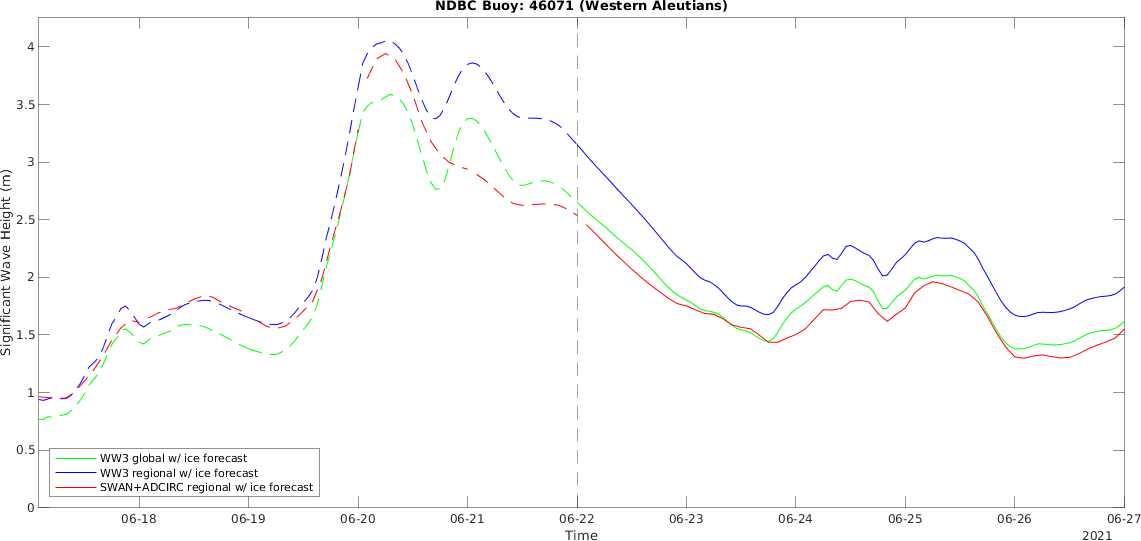 NDBC Buoy: 46071 (Western Aleutians)
Significant Wave Height (m)
4
3.5
3
2.5
2
1.5
1
0.5
0
WW3 global w/ ice forecast
WW3 regional w/ ice forecast
SWAN+ADCIRC regional w/ ice forecast
06-18 06-19 06-20 06-21 06-22 06-23 06-24 06-25 06-26 06-27
Time
2021